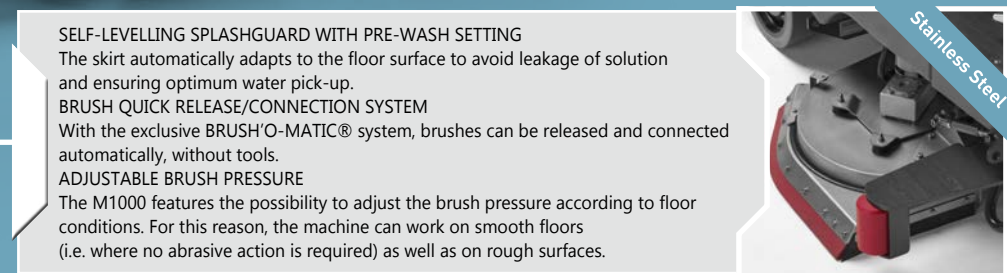 SELF-LEVELLING SPLASHGUARD WITH PRE-WASH SETTING
The skirt automatically adapts to the floor surface to avoid leakage of solution
and ensuring optimum water pick-up.
BRUSH QUICK RELEASE/CONNECTION SYSTEM
With the exclusive BRUSH'O-MATIC® system, brushes can be released and connected
automatically, without tools.
ADJUSTABLE BRUSH PRESSURE
The M1000 features the possibility to adjust the brush pressure according to floor
conditions. For this reason, the machine can work on smooth floors
(i.e. where no abrasive action is required) as well as on rough surfaces.
Stainless Steel